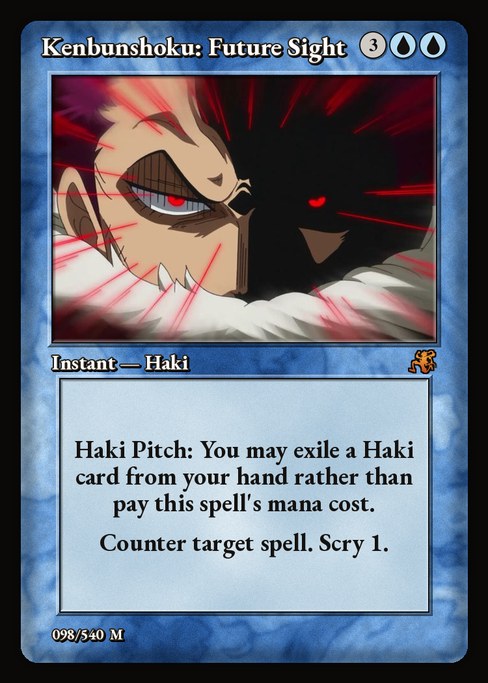 Kenbunshoku: Future Sight 3
Instant — Haki
Haki Pitch: You may exile a Haki
card from your hand rather than
pay this spell's mana cost.
Counter target spell. Scry 1.
098/540 M